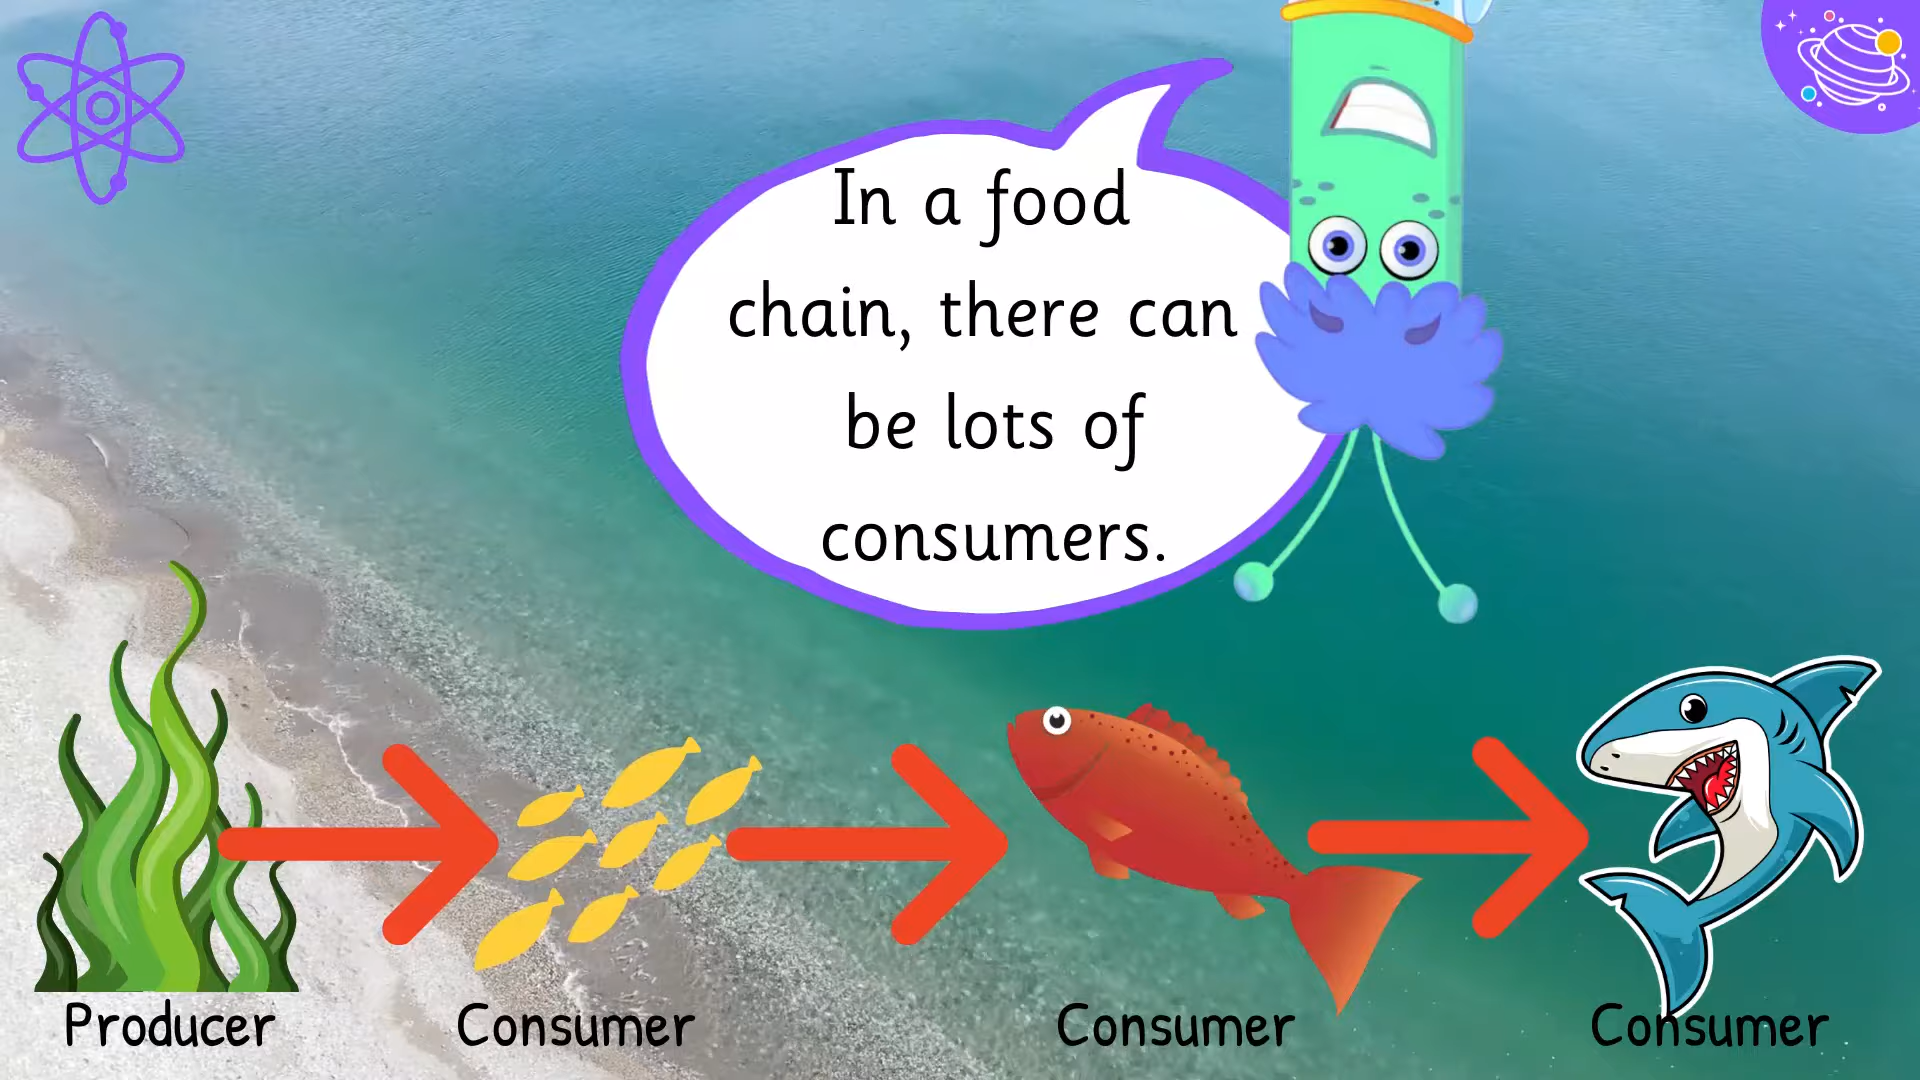 In a food
chain, there can
be lots of
consumers.
Producer
Consumer
Consumer
Consumer